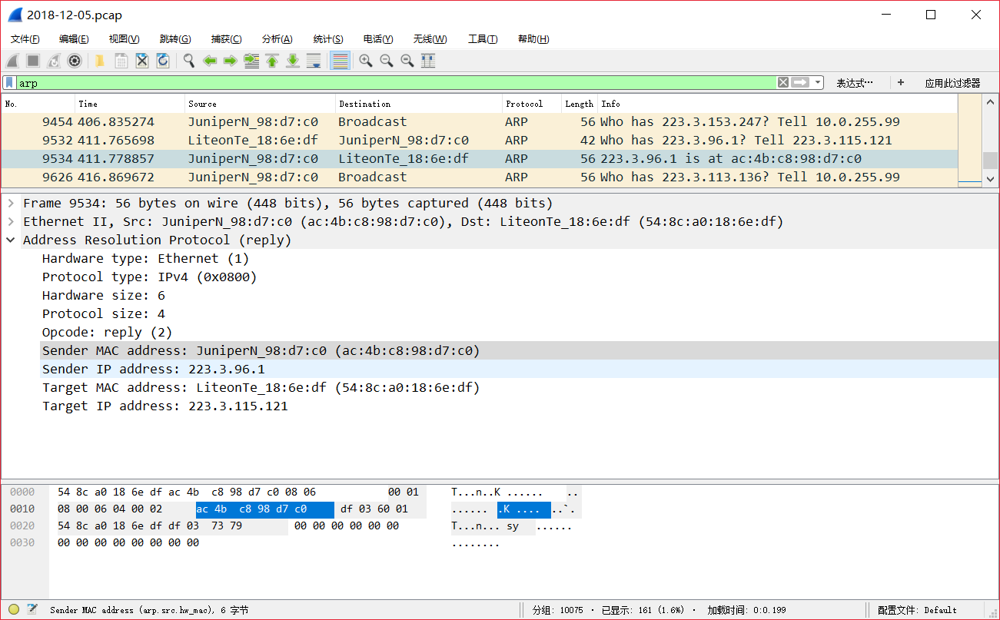 2018-12-05.pcap
文件(F) 编辑(E) 视图(V) 跳转(G) 捕获(C) 分析(A) 统计(S) 电话(Y) 无线(W) 工具(T) 帮助(H)
arp 表达式… + 应用此过滤器
No. Time Source Destination Protocol Length Info
9454 406.835274 JuniperN_98:d7:c0 Broadcast ARP 56 Who has 223.3.153.247? Tell 10.0.255.99
9532 411.765698 LiteonTe_18:6e:df JuniperN_98:d7:c0 ARP 42 Who has 223.3.96.1? Tell 223.3.115.121
9534 411.778857 JuniperN_98:d7:c0 LiteonTe_18:6e:df ARP 56 223.3.96.1 is at ac:4b:c8:98:d7:c0
9626 416.869672 JuniperN_98:d7:c0 Broadcast ARP 56 Who has 223.3.113.136? Tell 10.0.255.99
Frame 9534: 56 bytes on wire (448 bits), 56 bytes captured (448 bits)
Ethernet II, Src: JuniperN_98:d7:c0 (ac:4b:c8:98:d7:c0), Dst: LiteonTe_18:6e:df (54:8c:a0:18:6e:df)
Address Resolution Protocol (reply)
Hardware type: Ethernet (1)
Protocol type: IPv4 (0x0800)
Hardware size: 6
Protocol size: 4
Opcode: reply (2)
Sender MAC address: JuniperN_98:d7:c0 (ac:4b:c8:98:d7:c0)
Sender IP address: 223.3.96.1
Target MAC address: LiteonTe_18:6e:df (54:8c:a0:18:6e:df)
Target IP address: 223.3.115.121
0000 54 8c a0 18 6e df ac 4b c8 98 d7 c0 08 06 00 01 T...n..K ...... ..
0010 08 00 06 04 00 02 ac 4b c8 98 d7 c0 df 03 60 01 ...... .K .... ..`.
0020 54 8c a0 18 6e df df 03 73 79 00 00 00 00 00 00 T...n... sy ......
0030 00 00 00 00 00 00 00 00 ........
Sender MAC address (arp.src.hw_mac), 6 字节 分组: 10075 · 已显示: 161 (1.6%) · 加载时间: 0:0.199 配置文件: Default